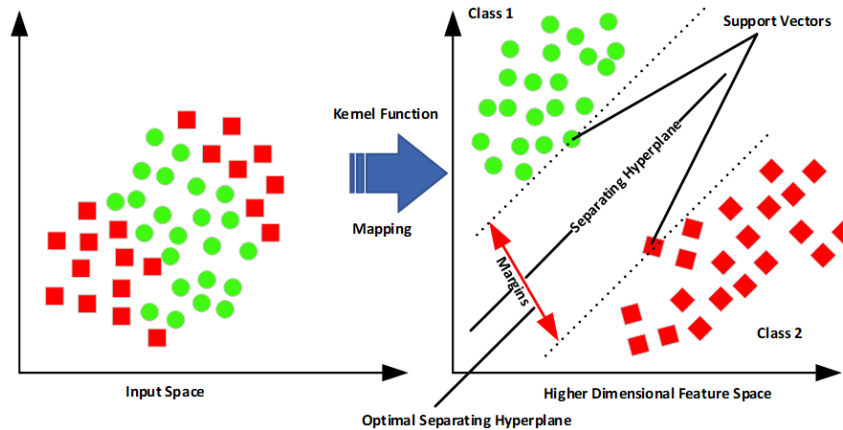 Class 1
Support Vectors
Kernel Function
Separating Hyperplane
Mapping
Margins
Class 2
Input Space
Higher Dimensional Feature Space
Optimal Separating Hyperplane